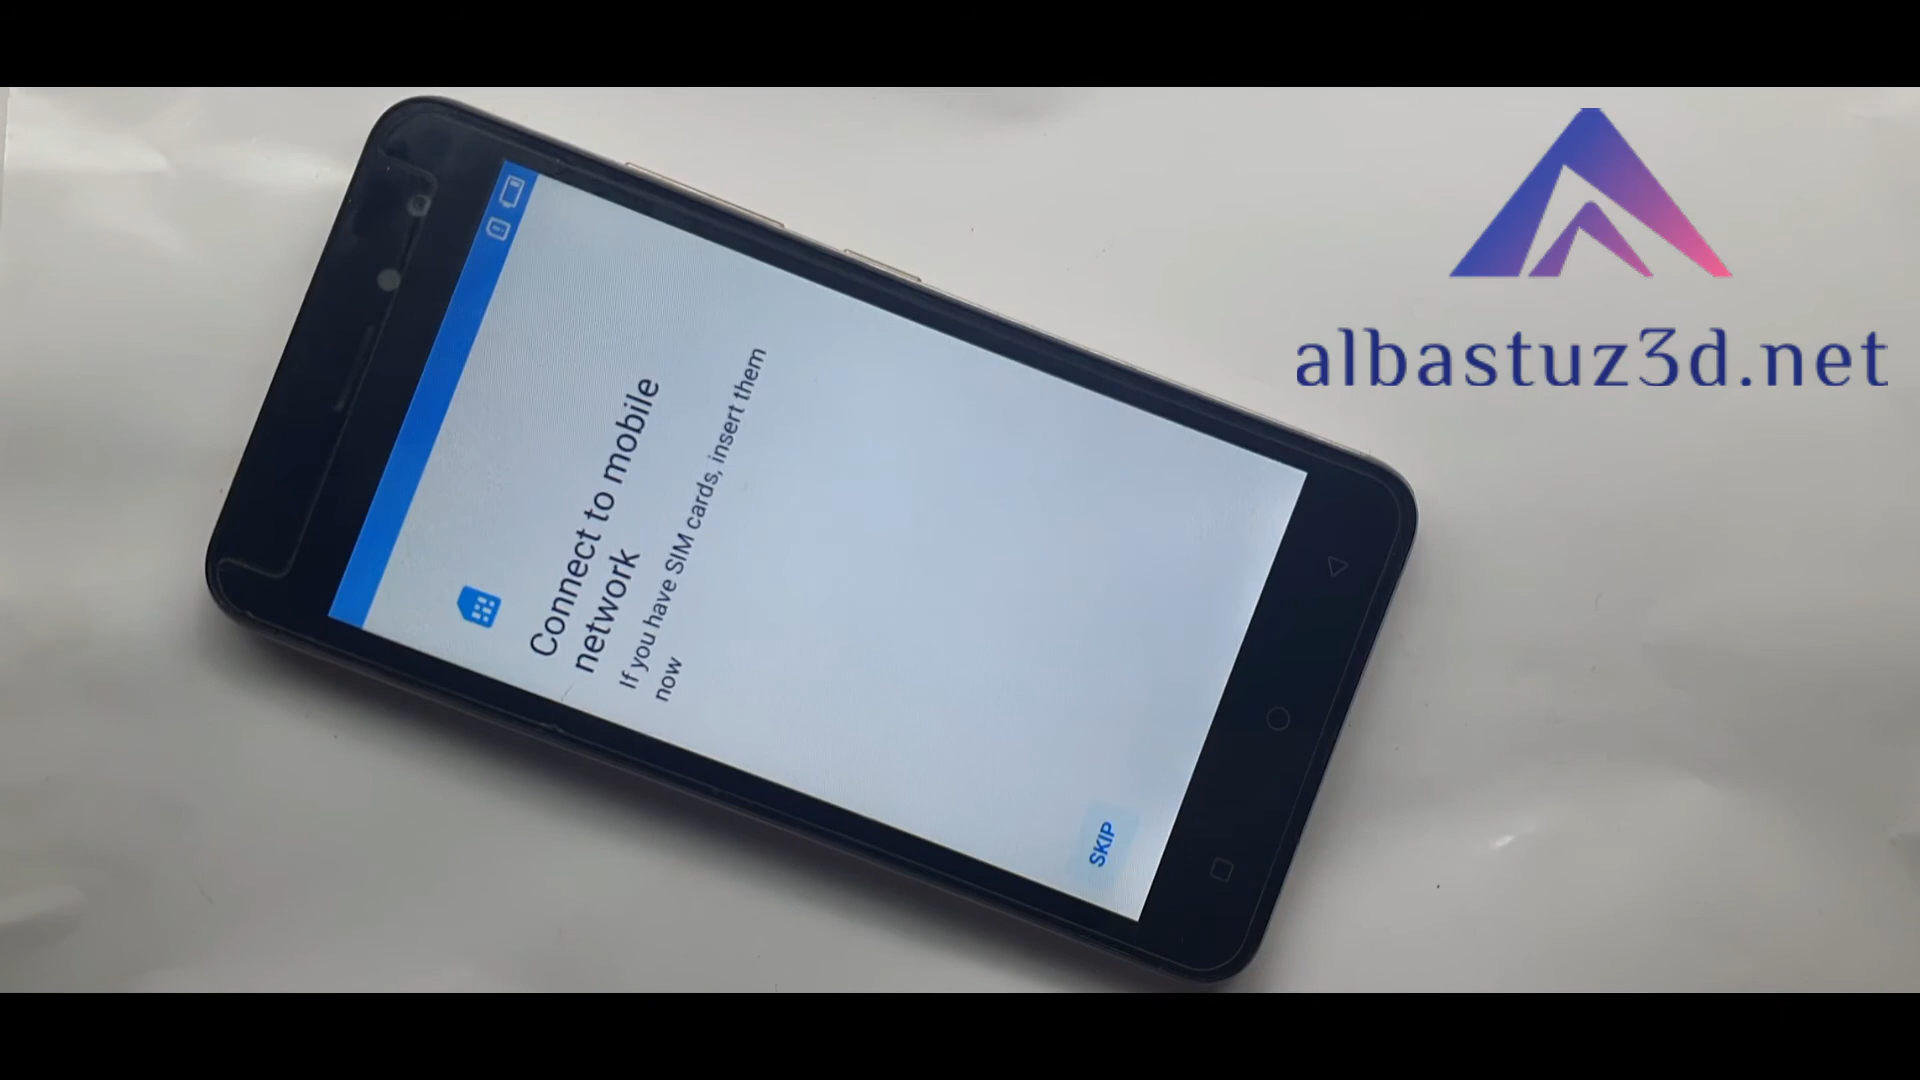 Connect to mobile
network
If you have SIM cards, insert them
now
SKIP
albastuz3d.net